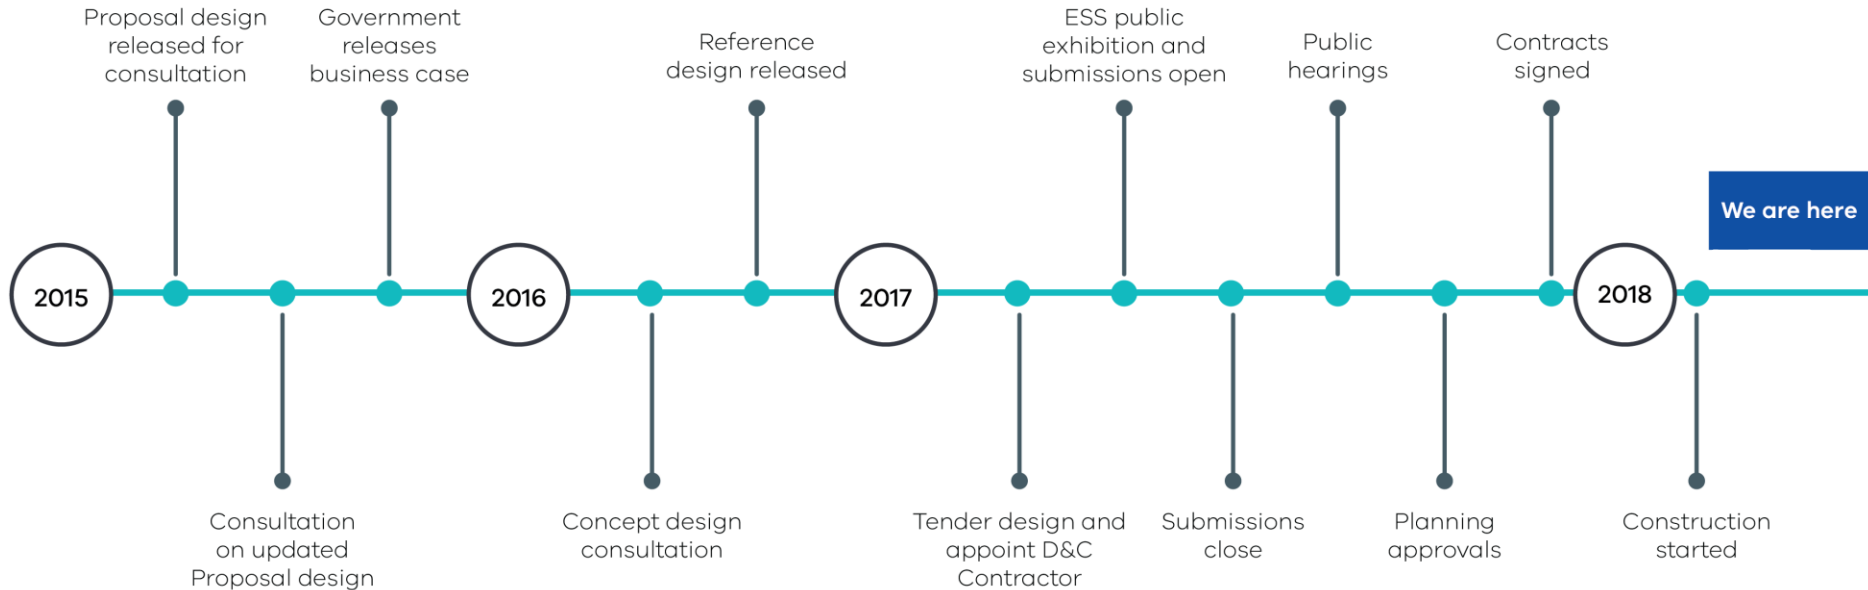 Proposal design
released for
consultation
Government
releases
business case
Reference
design released
ESS public
exhibition and
submissions open
Public
hearings
Contracts
signed
We are here
2015
2016
2017
2018
Consultation
on updated
Proposal design
Concept design
consultation
Tender design and
appoint D&C
Contractor
Submissions
close
Planning
approvals
Construction
started